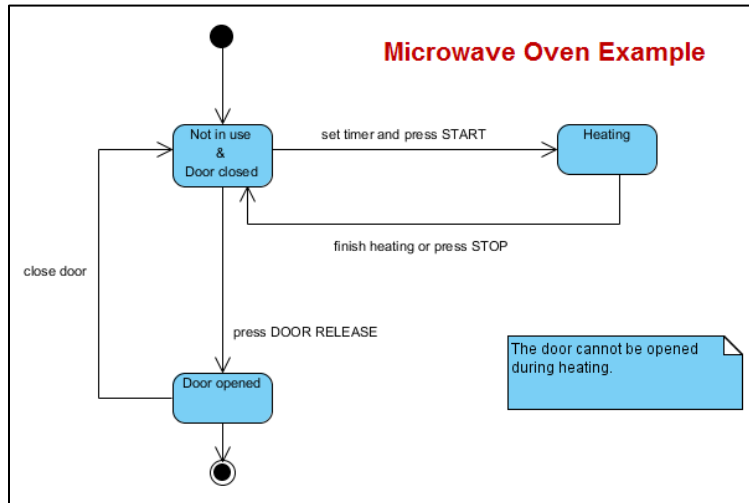 Microwave Oven Example
Not in use
&
Door closed
set timer and press START
Heating
finish heating or press STOP
close door
press DOOR RELEASE
The door cannot be opened
during heating.
Door opened